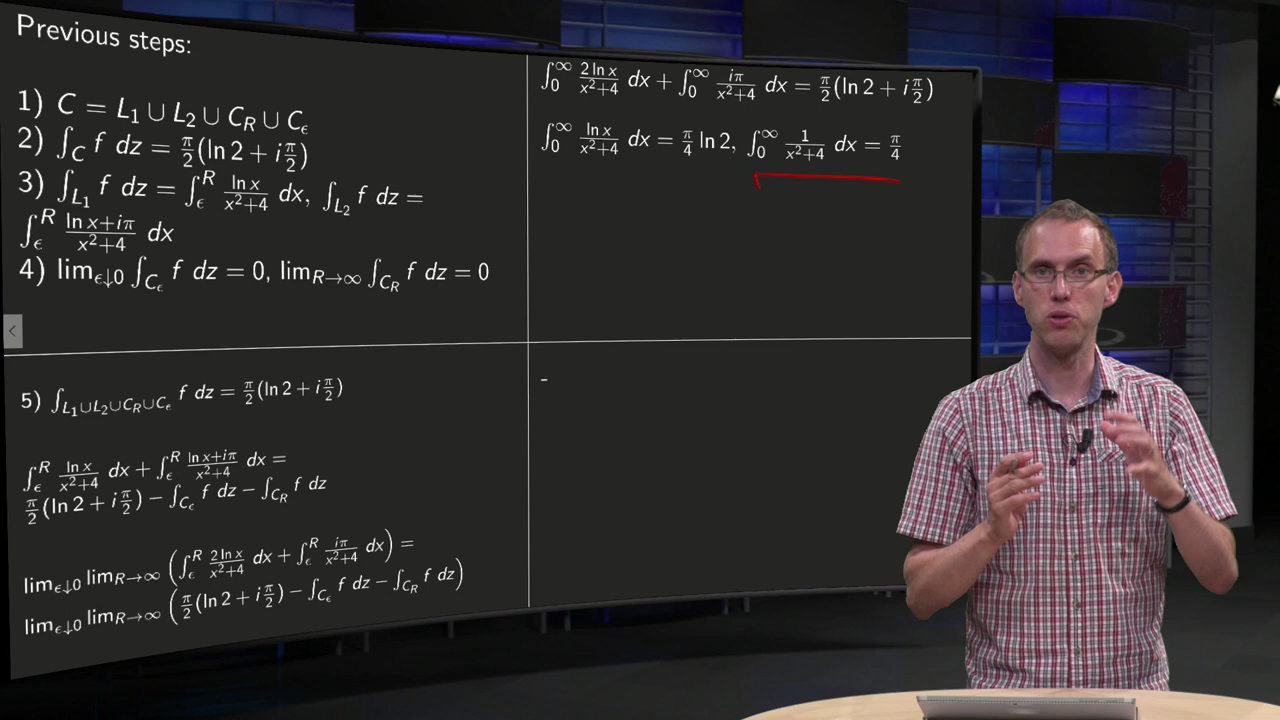 Previous steps:
1) C = L₁ ∪ L₂ ∪ C_R ∪ C_ϵ
2) ∫_C f dz = π/2(ln 2 + iπ/2)
3) ∫_{L₁} f dz = ∫_ϵ^R ln x/(x²+4) dx, ∫_{L₂} f dz =
∫_ϵ^R (ln x+iπ)/(x²+4) dx
4) lim_{ϵ↓0} ∫_{C_ϵ} f dz = 0, lim_{R→∞} ∫_{C_R} f dz = 0
∫₀^∞ 2 ln x/(x²+4) dx + ∫₀^∞ iπ/(x²+4) dx = π/2(ln 2 + iπ/2)
∫₀^∞ ln x/(x²+4) dx = π/4 ln 2, ∫₀^∞ 1/(x²+4) dx = π/4
5) ∫_{L₁∪L₂∪C_R∪C_ϵ} f dz = π/2(ln 2 + iπ/2)
∫_ϵ^R ln x/(x²+4) dx + ∫_ϵ^R (ln x+iπ)/(x²+4) dx =
π/2(ln 2 + iπ/2) − ∫_{C_ϵ} f dz − ∫_{C_R} f dz
lim_{ϵ↓0} lim_{R→∞} (∫_ϵ^R 2 ln x/(x²+4) dx + ∫_ϵ^R iπ/(x²+4) dx) =
lim_{ϵ↓0} lim_{R→∞} (π/2(ln 2 + iπ/2) − ∫_{C_ϵ} f dz − ∫_{C_R} f dz)
-